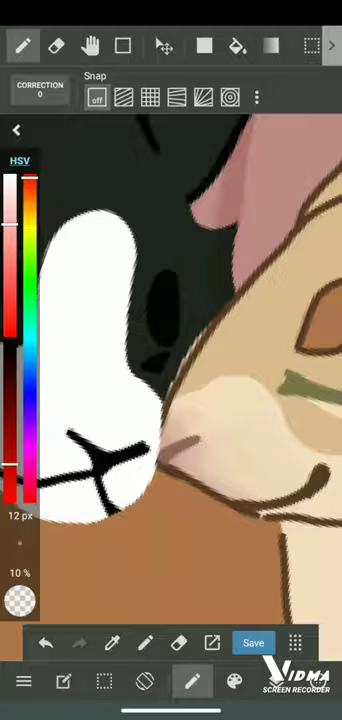 Snap
CORRECTION
0
off
HSV
12 px
10 %
Save
VIDMA
SCREEN RECORDER